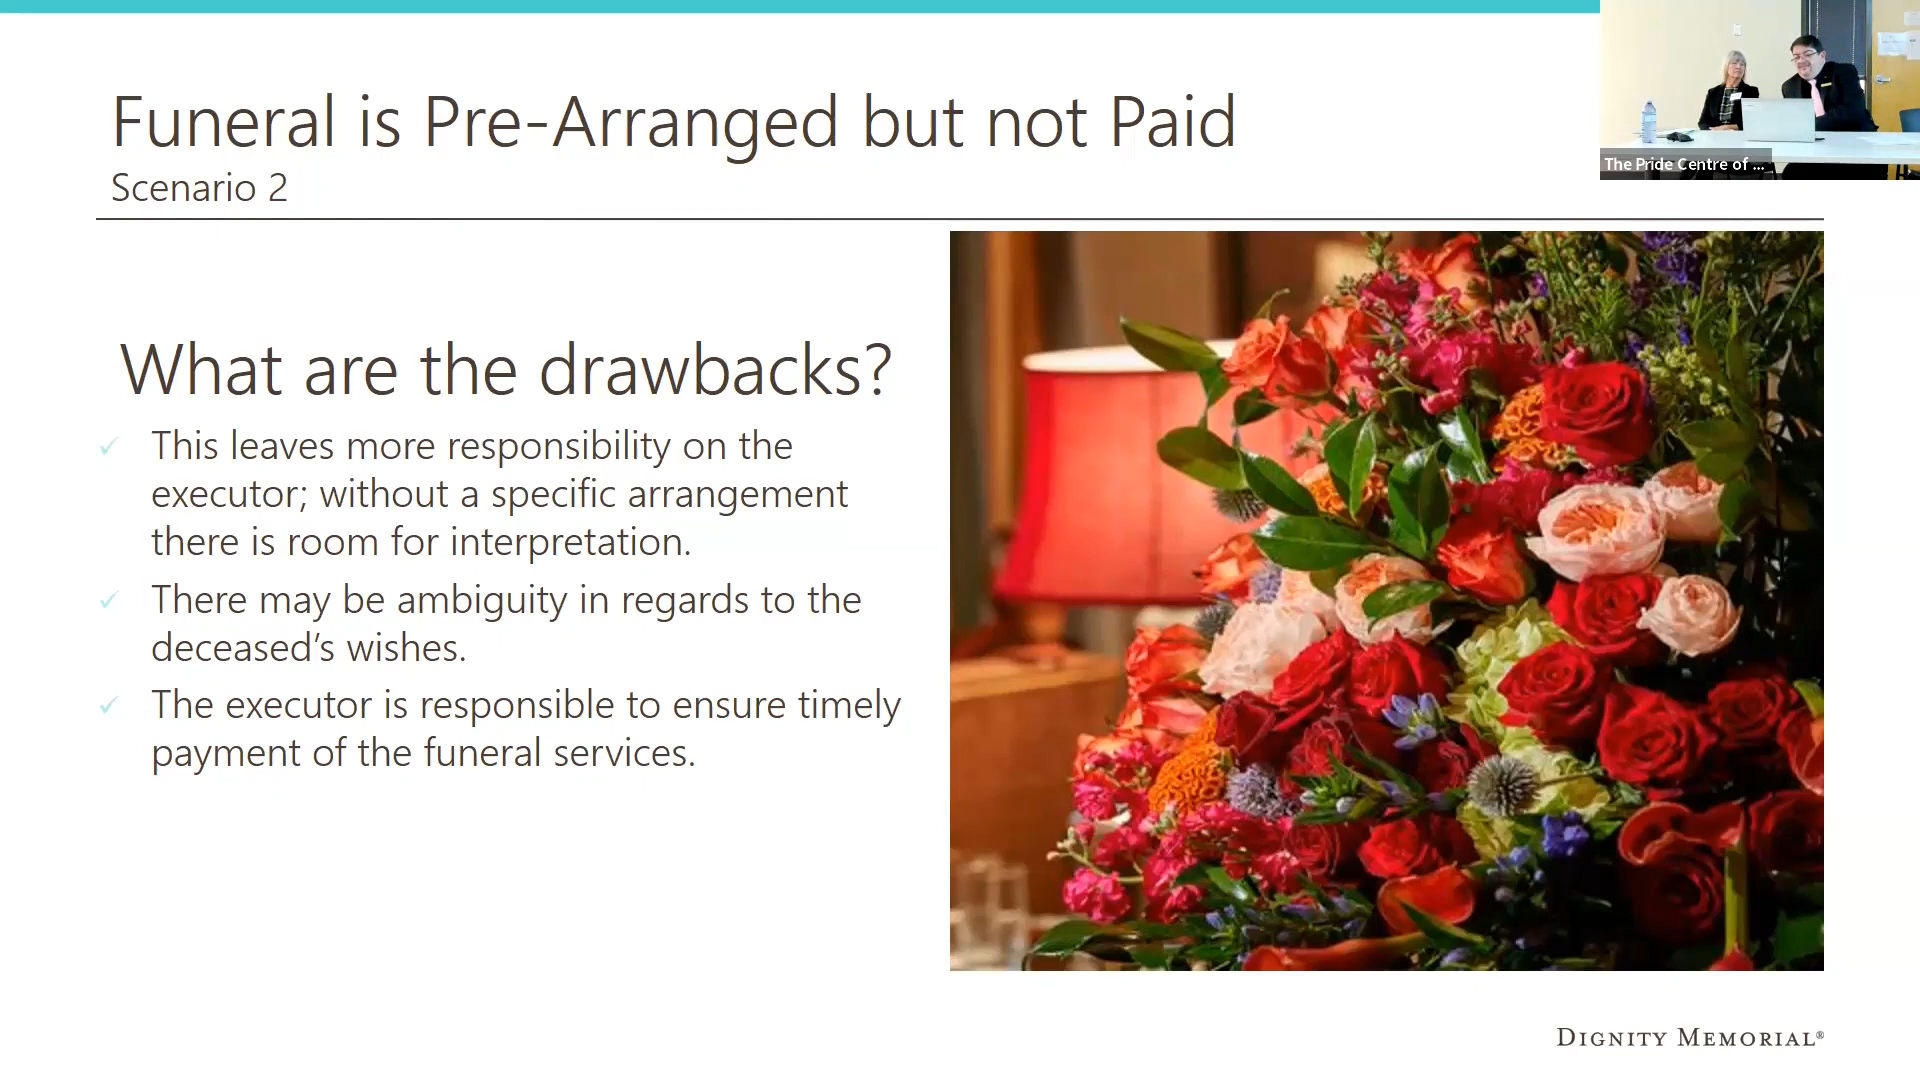 Funeral is Pre-Arranged but not Paid
Scenario 2
What are the drawbacks?
This leaves more responsibility on the
executor; without a specific arrangement
there is room for interpretation.
There may be ambiguity in regards to the
deceased’s wishes.
The executor is responsible to ensure timely
payment of the funeral services.
The Pride Centre of ...
DIGNITY MEMORIAL®